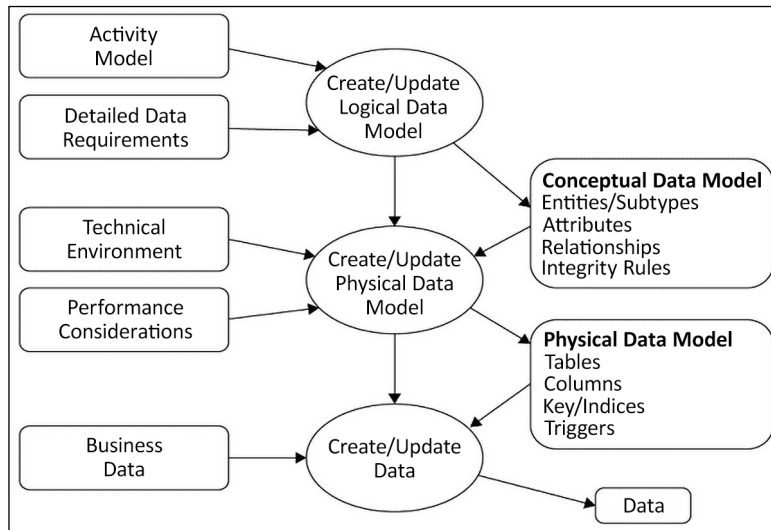 Activity
Model
Create/Update
Logical Data
Model
Detailed Data
Requirements
Conceptual Data Model
Entities/Subtypes
Attributes
Relationships
Integrity Rules
Technical
Environment
Create/Update
Physical Data
Model
Performance
Considerations
Physical Data Model
Tables
Columns
Key/Indices
Triggers
Business
Data
Create/Update
Data
Data